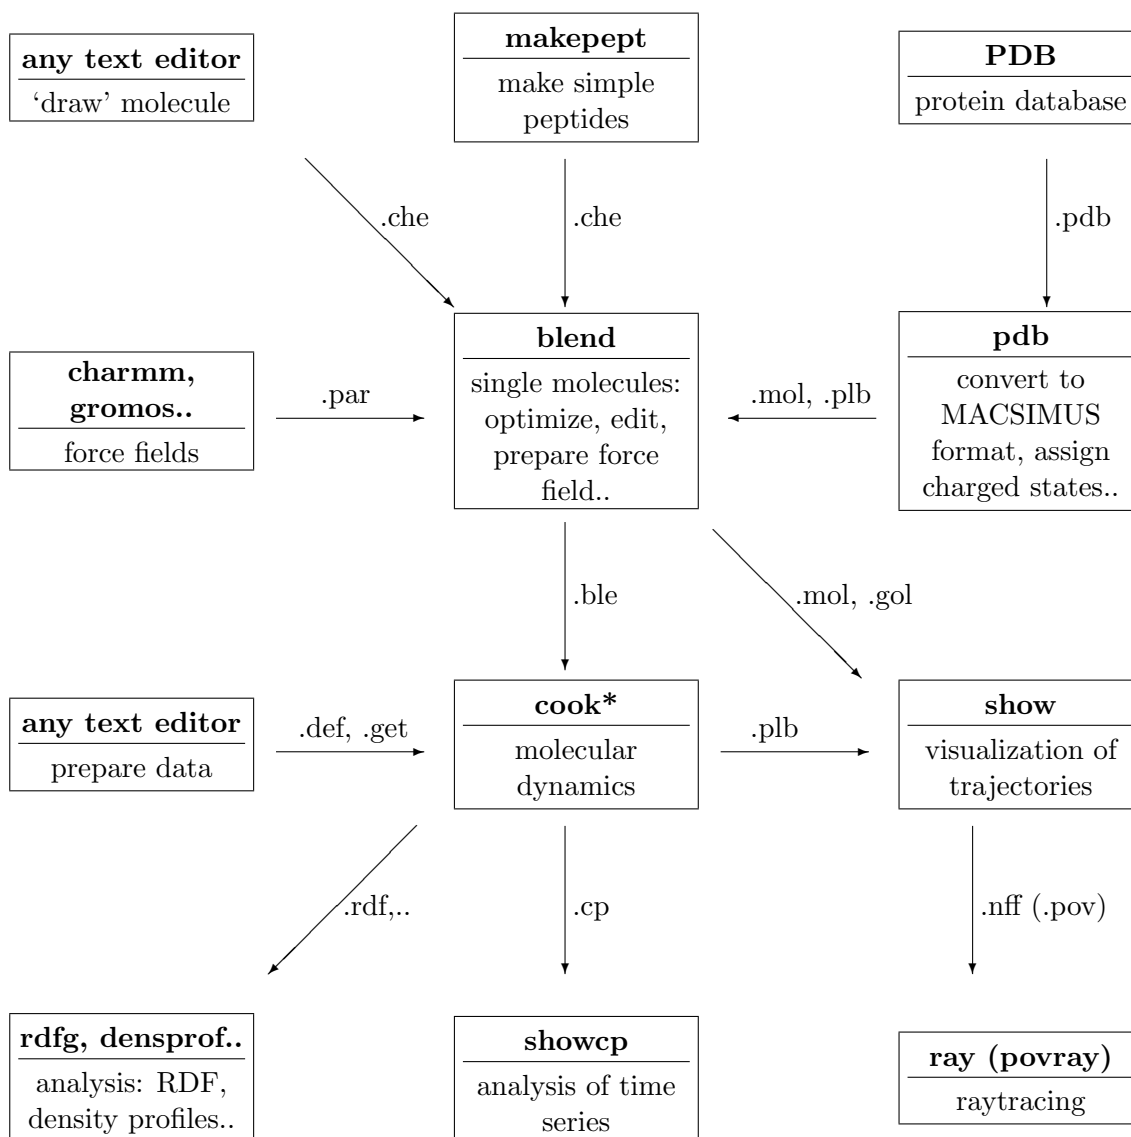 any text editor
‘draw’ molecule
makepept
make simple
peptides
PDB
protein database
.che
.che
.pdb
charmm,
gromos..
force fields
.par
blend
single molecules:
optimize, edit,
prepare force
field..
.mol, .plb
pdb
convert to
MACSIMUS
format, assign
charged states..
.ble
.mol, .gol
any text editor
prepare data
.def, .get
cook*
molecular
dynamics
.plb
show
visualization of
trajectories
.rdf,..
.cp
.nff (.pov)
rdfg, densprof..
analysis: RDF,
density profiles..
showcp
analysis of time
series
ray (povray)
raytracing